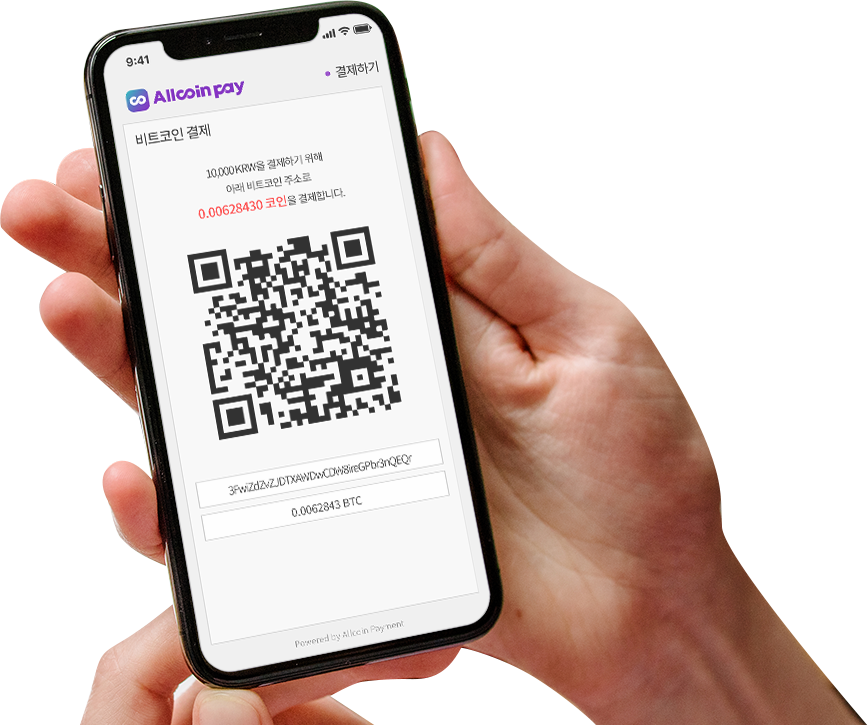 9:41
Allcoin pay
결제하기
비트코인 결제
10,000 KRW을 결제하기 위해
아래 비트코인 주소로
0.00628430 코인을 결제합니다.
3FwiZdZvZJDTXAWDwCDW8ireGPbr3nQEQr
0.0062843 BTC
Powered by Allcoin Payment